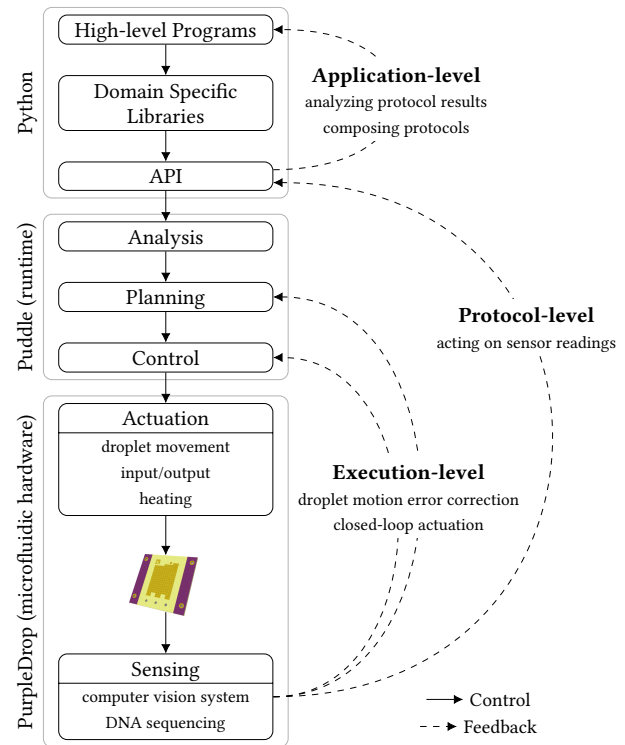 Python
High-level Programs
Domain Specific
Libraries
API
Application-level
analyzing protocol results
composing protocols
Puddle (runtime)
Analysis
Planning
Control
Protocol-level
acting on sensor readings
PurpleDrop (microfluidic hardware)
Actuation
droplet movement
input/output
heating
Execution-level
droplet motion error correction
closed-loop actuation
Sensing
computer vision system
DNA sequencing
Control
Feedback